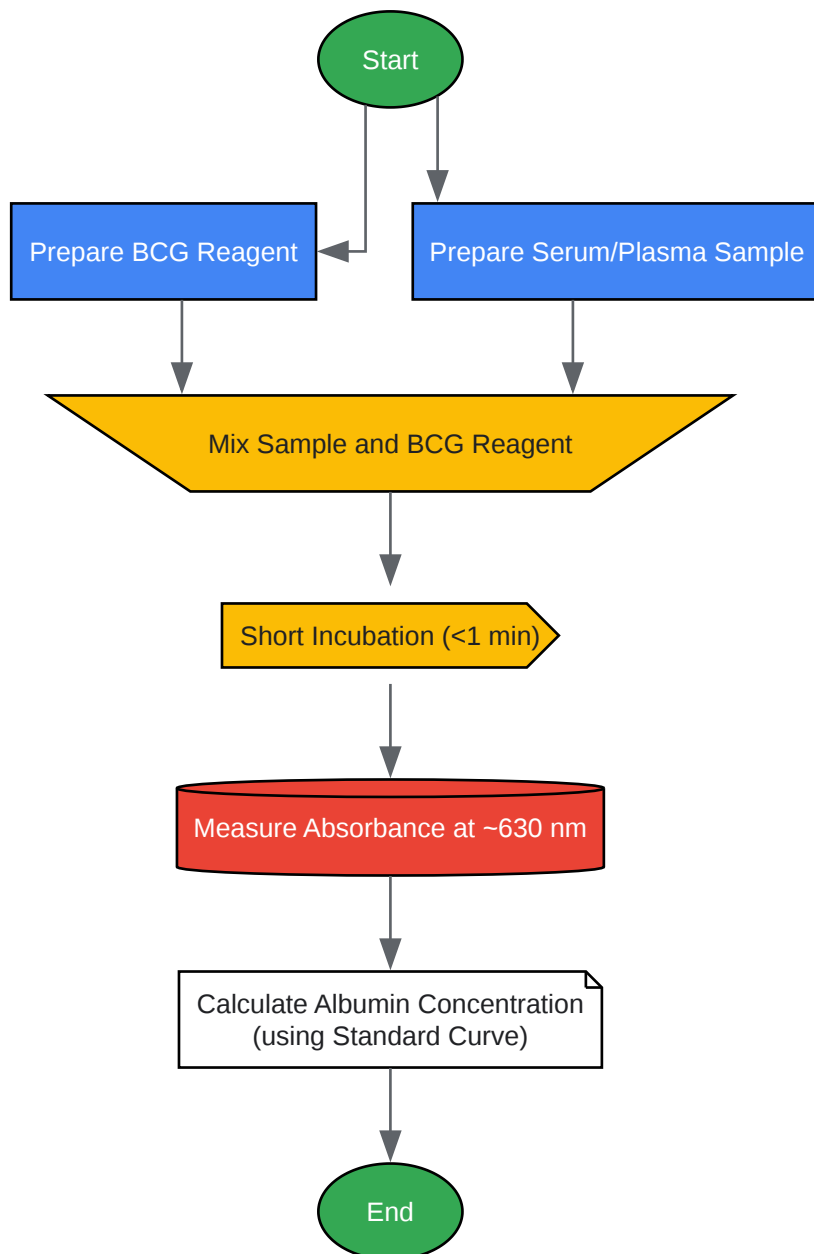 Start
Prepare BCG Reagent
Prepare Serum/Plasma Sample
Mix Sample and BCG Reagent
Short Incubation (<1 min)
Measure Absorbance at ~630 nm
Calculate Albumin Concentration
(using Standard Curve)
End